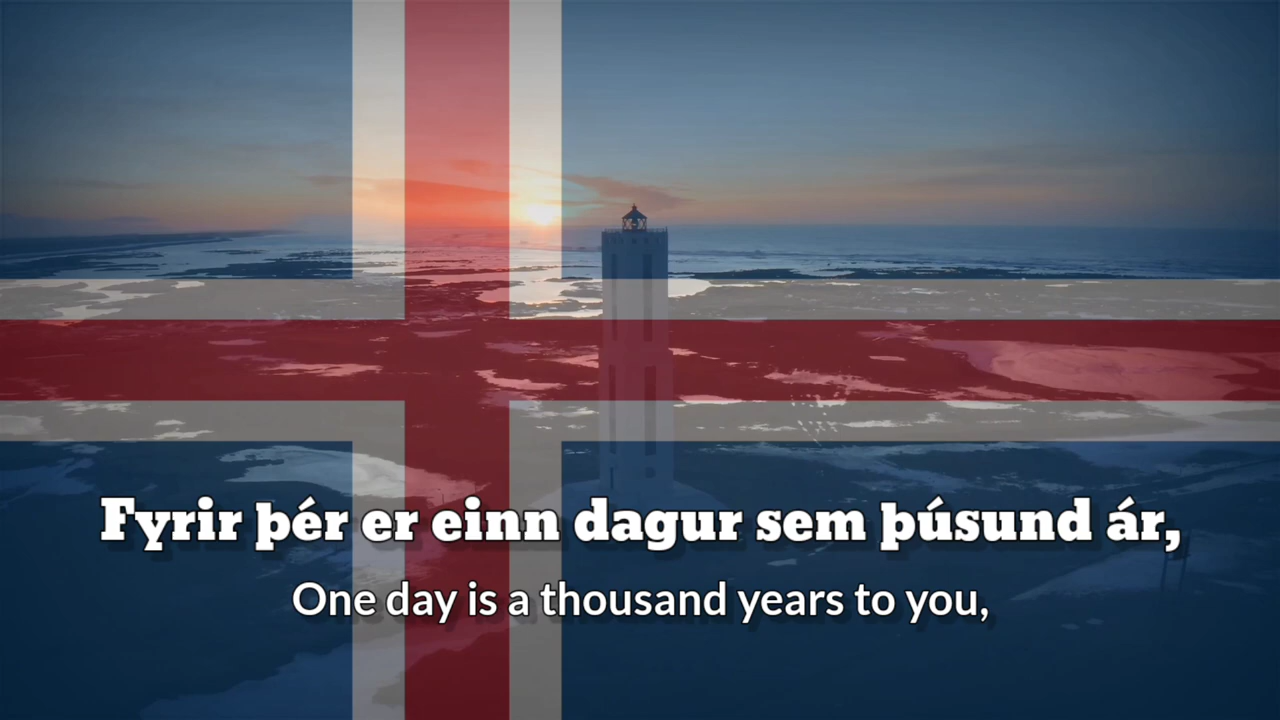 Fyrir þér er einn dagur sem þúsund ár,
One day is a thousand years to you,